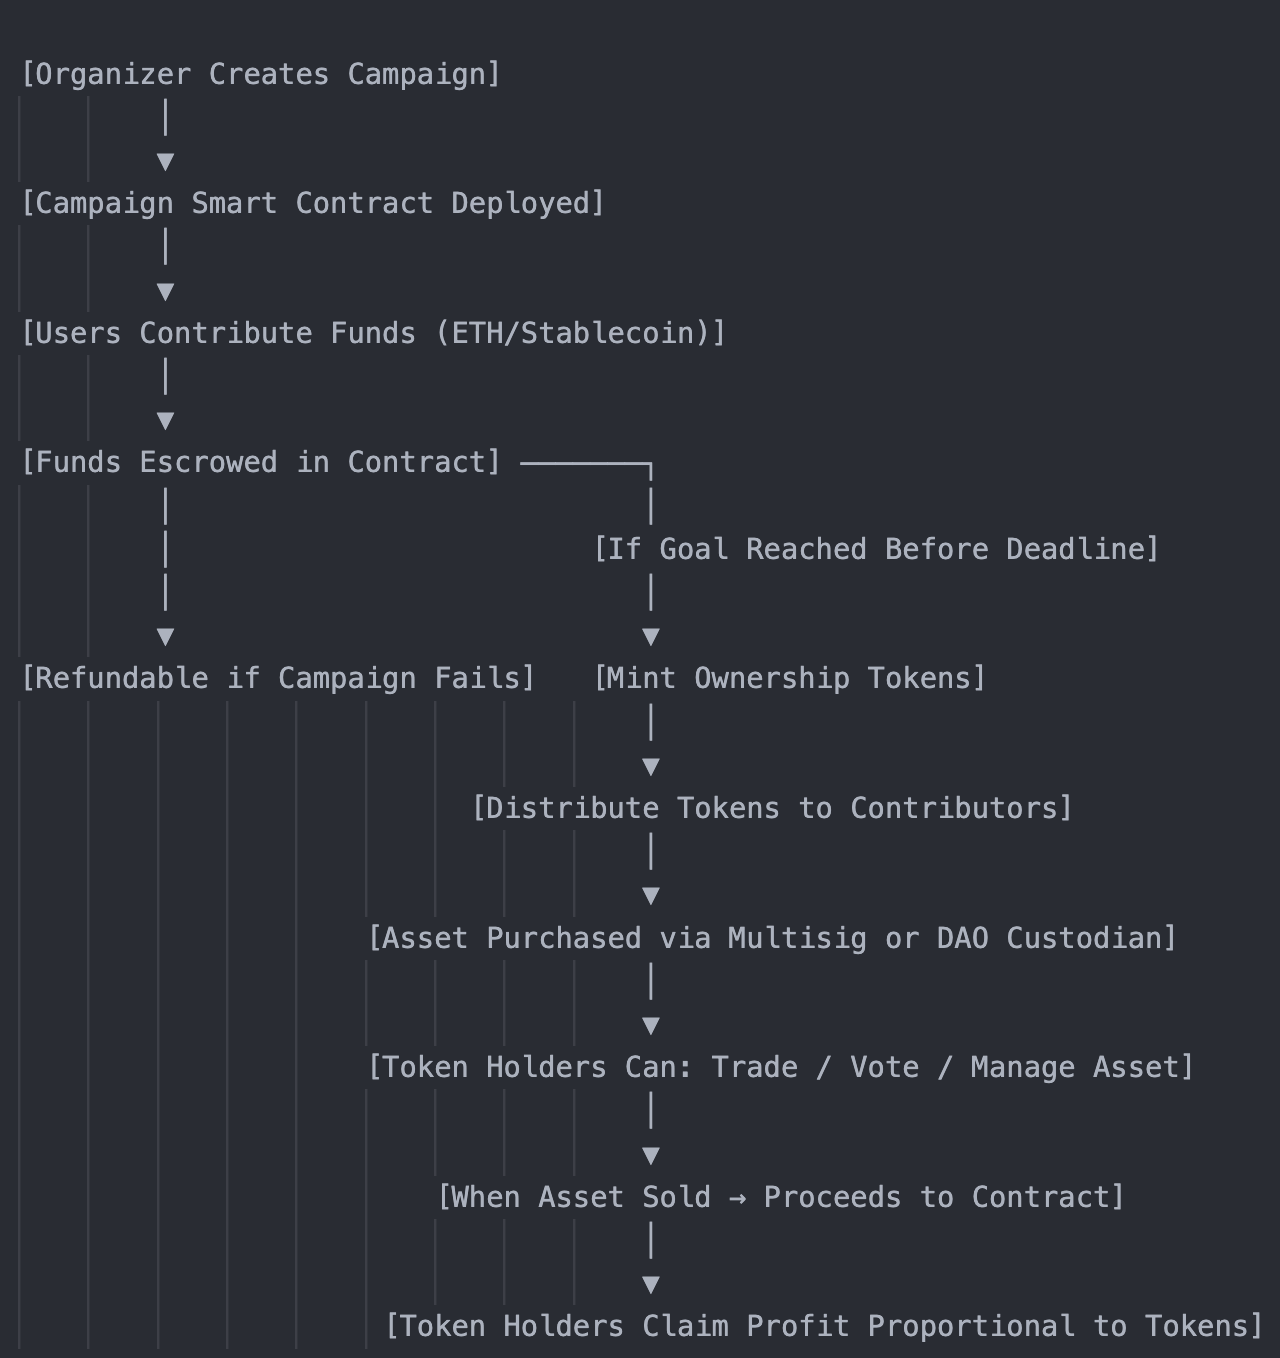 [Organizer Creates Campaign]
[Campaign Smart Contract Deployed]
[Users Contribute Funds (ETH/Stablecoin)]
[Funds Escrowed in Contract]
[If Goal Reached Before Deadline]
[Refundable if Campaign Fails] [Mint Ownership Tokens]
[Distribute Tokens to Contributors]
[Asset Purchased via Multisig or DAO Custodian]
[Token Holders Can: Trade / Vote / Manage Asset]
[When Asset Sold → Proceeds to Contract]
[Token Holders Claim Profit Proportional to Tokens]